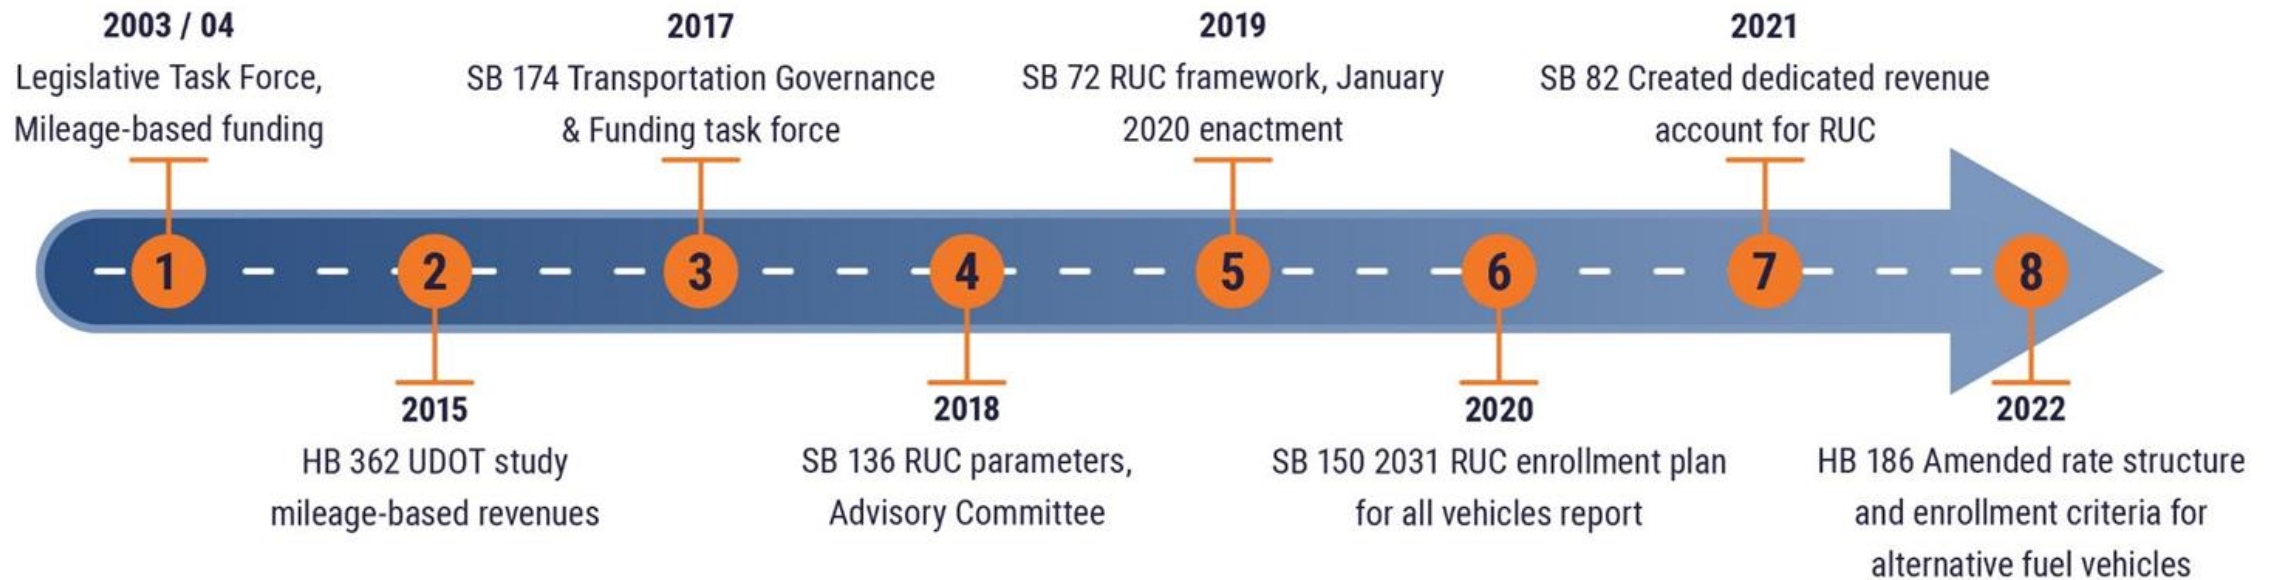 2003 / 04
Legislative Task Force,
Mileage-based funding
2017
SB 174 Transportation Governance
& Funding task force
2019
SB 72 RUC framework, January
2020 enactment
2021
SB 82 Created dedicated revenue
account for RUC
1
2
3
4
5
6
7
8
2015
HB 362 UDOT study
mileage-based revenues
2018
SB 136 RUC parameters,
Advisory Committee
2020
SB 150 2031 RUC enrollment plan
for all vehicles report
2022
HB 186 Amended rate structure
and enrollment criteria for
alternative fuel vehicles